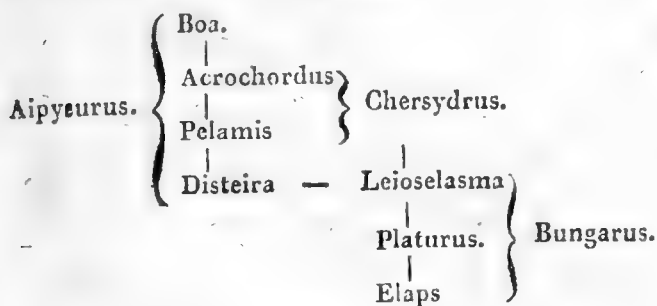 Boa.
Acrochordus
Aipyeurus.
Chersydrus.
Pelamis
Disteira — Leioselasma
Platurus.
Bungarus.
Elaps